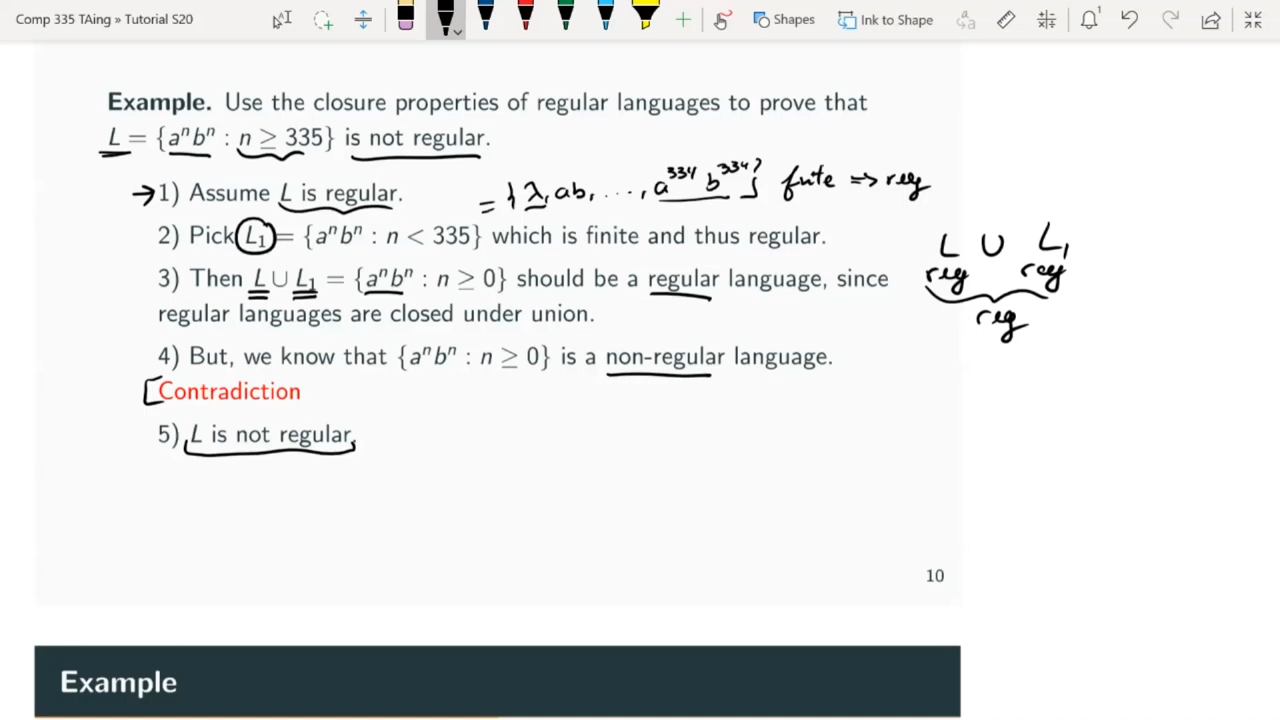 Comp 335 TAing » Tutorial S20
Shapes
Ink to Shape
Example. Use the closure properties of regular languages to prove that
L = {aⁿbⁿ : n ≥ 335} is not regular.
= {λ, ab, ..., a³³⁴ b³³⁴} finite => reg
1) Assume L is regular.
2) Pick L₁ = {aⁿbⁿ : n < 335} which is finite and thus regular.
L ∪ L₁
reg reg
reg
3) Then L ∪ L₁ = {aⁿbⁿ : n ≥ 0} should be a regular language, since
regular languages are closed under union.
4) But, we know that {aⁿbⁿ : n ≥ 0} is a non-regular language.
Contradiction
5) L is not regular.
10
Example